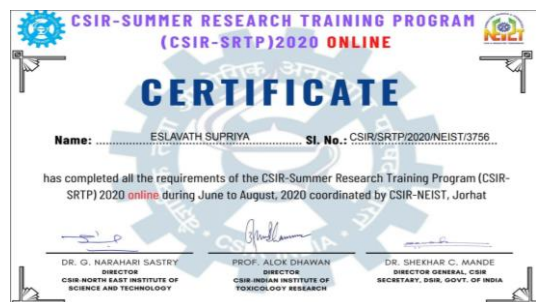 CSIR-SUMMER RESEARCH TRAINING PROGRAM
(CSIR-SRTP)2020 ONLINE
CERTIFICATE
Name: ESLAVATH SUPRIYA Sl. No.: CSIR/SRTP/2020/NEIST/3756
has completed all the requirements of the CSIR-Summer Research Training Program (CSIR-
SRTP) 2020 online during June to August, 2020 coordinated by CSIR-NEIST, Jorhat
DR. G. NARAHARI SASTRY
DIRECTOR
CSIR-NORTH EAST INSTITUTE OF
SCIENCE AND TECHNOLOGY
PROF. ALOK DHAWAN
DIRECTOR
CSIR-INDIAN INSTITUTE OF
TOXICOLOGY RESEARCH
DR. SHEKHAR C. MANDE
DIRECTOR GENERAL, CSIR
SECRETARY, DSIR, GOVT. OF INDIA